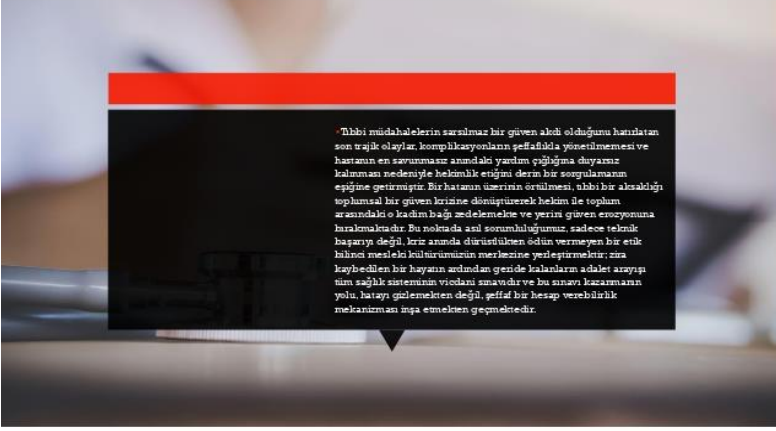 •Tıbbi müdahalelerin sarsılmaz bir güven akdi olduğunu hatırlatan
son trajik olaylar, komplikasyonların şeffaflıkla yönetilmemesi ve
hastanın en savunmasız anındaki yardım çığlığına duyarsız
kalınması nedeniyle hekimlik etiğini derin bir sorgulamanın
eşiğine getirmiştir. Bir hatanın üzerinin örtülmesi, tıbbi bir aksaklığı
toplumsal bir güven krizine dönüştürerek hekim ile toplum
arasındaki o kadim bağı zedelemekte ve yerini güven erozyonuna
bırakmaktadır. Bu noktada asıl sorumluluğumuz, sadece teknik
başarıyı değil, kriz anında dürüstlükten ödün vermeyen bir etik
bilinci mesleki kültürümüzün merkezine yerleştirmektir; zira
kaybedilen bir hayatın ardından geride kalanların adalet arayışı
tüm sağlık sisteminin vicdani sınavıdır ve bu sınavı kazanmanın
yolu, hatayı gizlemekten değil, şeffaf bir hesap verebilirlik
mekanizması inşa etmekten geçmektedir.